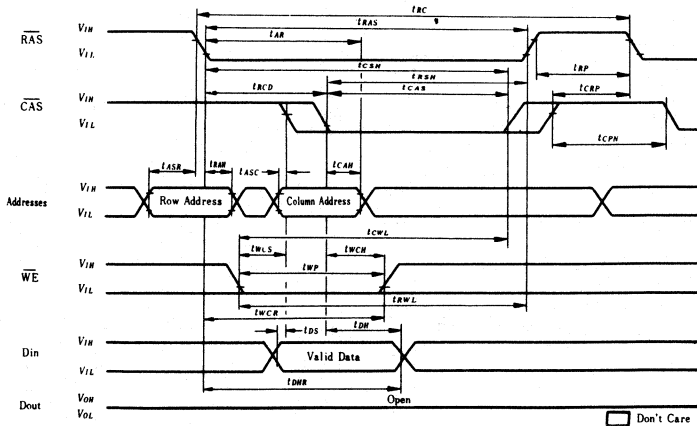 tRC
tRAS
tAR
RAS
VIH
VIL
tCSH
tRP
tRSH
tRCD
tCAS
tCRP
CAS
VIH
VIL
tCPN
tASR
tRAH
tASC
tCAH
Addresses
VIH
VIL
Row Address
Column Address
tCWL
tWCS
tWCH
WE
VIH
VIL
tWP
tRWL
tWCR
tDS
tDH
Din
VIH
VIL
Valid Data
tDHR
Dout
VOH
VOL
Open
Don't Care